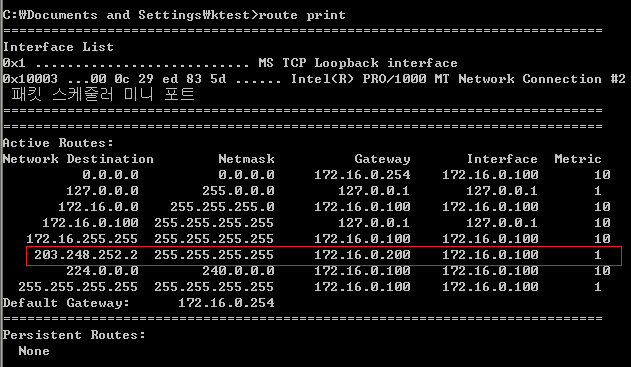 C:\Documents and Settings\ktest>route print
===========================================================================
Interface List
0x1 ........................... MS TCP Loopback interface
0x10003 ...00 0c 29 ed 83 5d ...... Intel(R) PRO/1000 MT Network Connection #2
패킷 스케줄러 미니 포트
===========================================================================
===========================================================================
Active Routes:
Network Destination        Netmask          Gateway       Interface  Metric
0.0.0.0          0.0.0.0     172.16.0.254    172.16.0.100       10
127.0.0.0        255.0.0.0        127.0.0.1       127.0.0.1       1
172.16.0.0    255.255.255.0     172.16.0.100    172.16.0.100       10
172.16.0.100  255.255.255.255        127.0.0.1       127.0.0.1       10
172.16.255.255  255.255.255.255     172.16.0.100    172.16.0.100       10
203.248.252.2  255.255.255.255     172.16.0.200    172.16.0.100       1
224.0.0.0        240.0.0.0     172.16.0.100    172.16.0.100       10
255.255.255.255  255.255.255.255     172.16.0.100    172.16.0.100       1
Default Gateway:      172.16.0.254
===========================================================================
Persistent Routes:
None